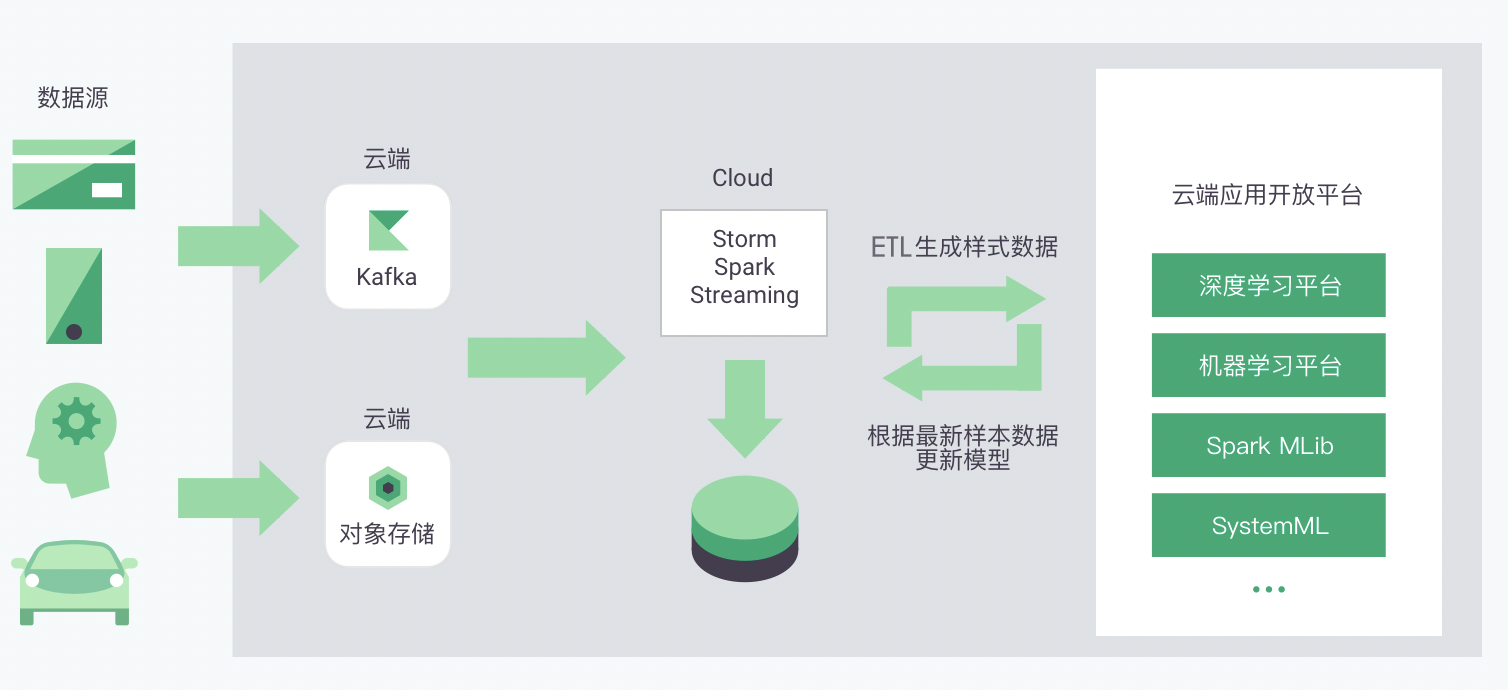 数据源
云端
Kafka
云端
对象存储
Cloud
Storm
Spark
Streaming
ETL生成样式数据
根据最新样本数据
更新模型
云端应用开放平台
深度学习平台
机器学习平台
Spark MLib
SystemML
...